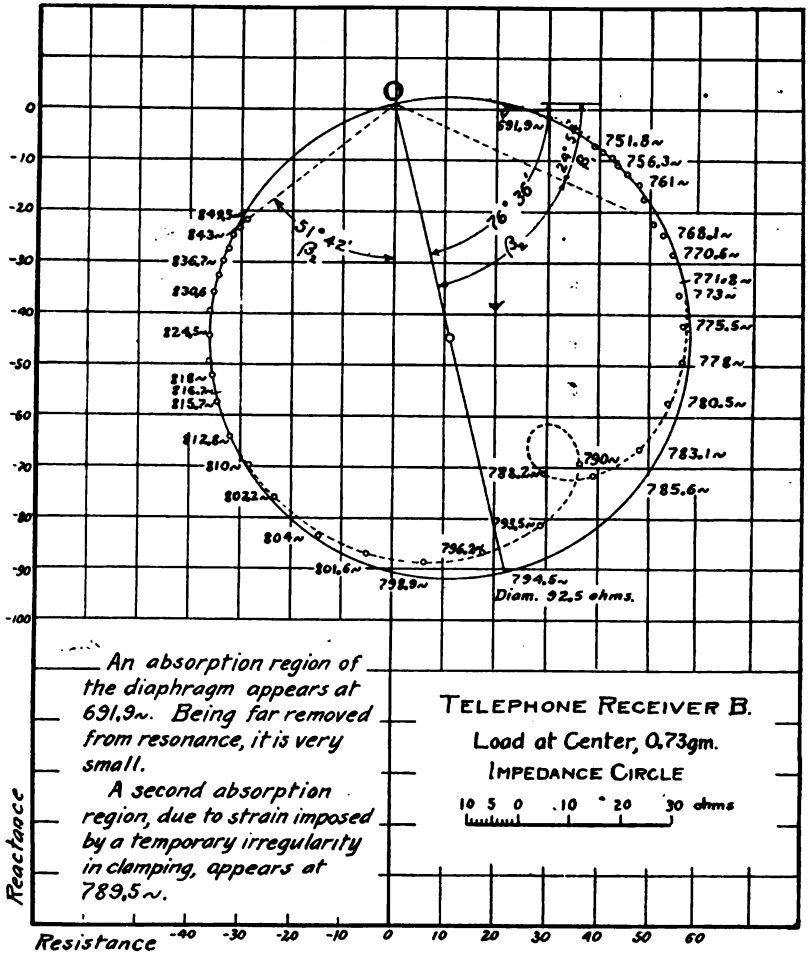 O
0
-10
-20
-30
-40
-50
-60
-70
-80
-90
-100
691.9~
751.8~
756.3~
761~
768.1~
770.6~
771.8~
773~
775.5~
778~
780.5~
783.1~
785.6~
788.2~
790~
793.5~
796.2~
794.6~
Diam. 92.5 ohms.
798.9~
801.6~
804~
802.2~
810~
812.8~
815.7~
816.7~
818~
824.5~
830.6
836.7~
843~
849.5~
51° 42'
β₂
76° 36'
β₂
β
An absorption region of
the diaphragm appears at
691.9~. Being far removed
from resonance, it is very
small.
A second absorption
region, due to strain imposed
by a temporary irregularity
in clamping, appears at
789.5~.
TELEPHONE RECEIVER B.
Load at Center, 0.73gm.
IMPEDANCE CIRCLE
10 5 0 10 20 30 ohms
Reactance
Resistance
-40 -30 -20 -10 0 10 20 30 40 50 60